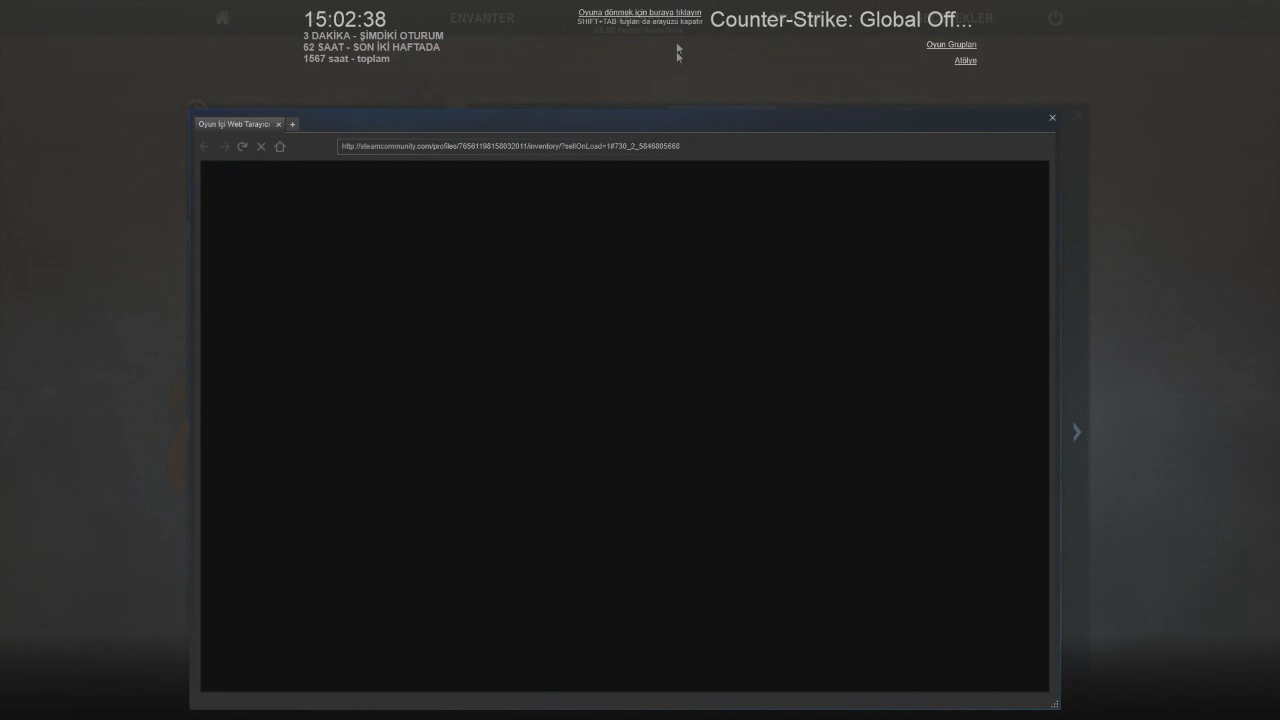 15:02:38
3 DAKİKA - ŞİMDİKİ OTURUM
62 SAAT - SON İKİ HAFTADA
1567 saat - toplam
ENVANTER
Oyuna dönmek için buraya tıklayın
SHIFT+TAB tuşları da arayüzü kapatır
Counter-Strike: Global Off...
Oyun Grupları
Atölye
Oyun İçi Web Tarayıcı
http://steamcommunity.com/profiles/76561198158032011/inventory/?sellOnLoad=1#730_2_5846805668